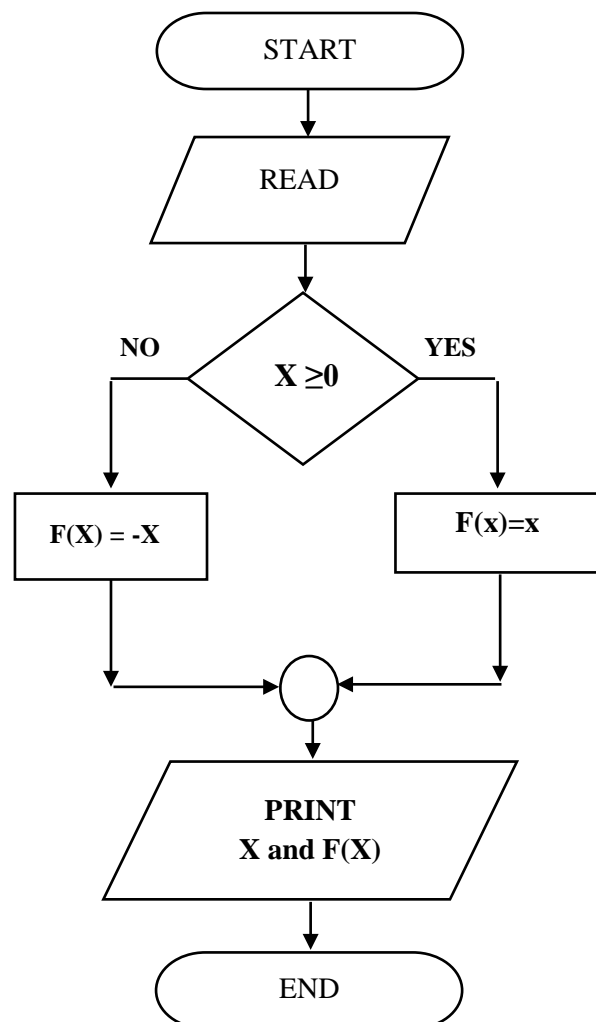 START
READ
NO
YES
X ≥0
F(X) = -X
F(x)=x
PRINT
X and F(X)
END